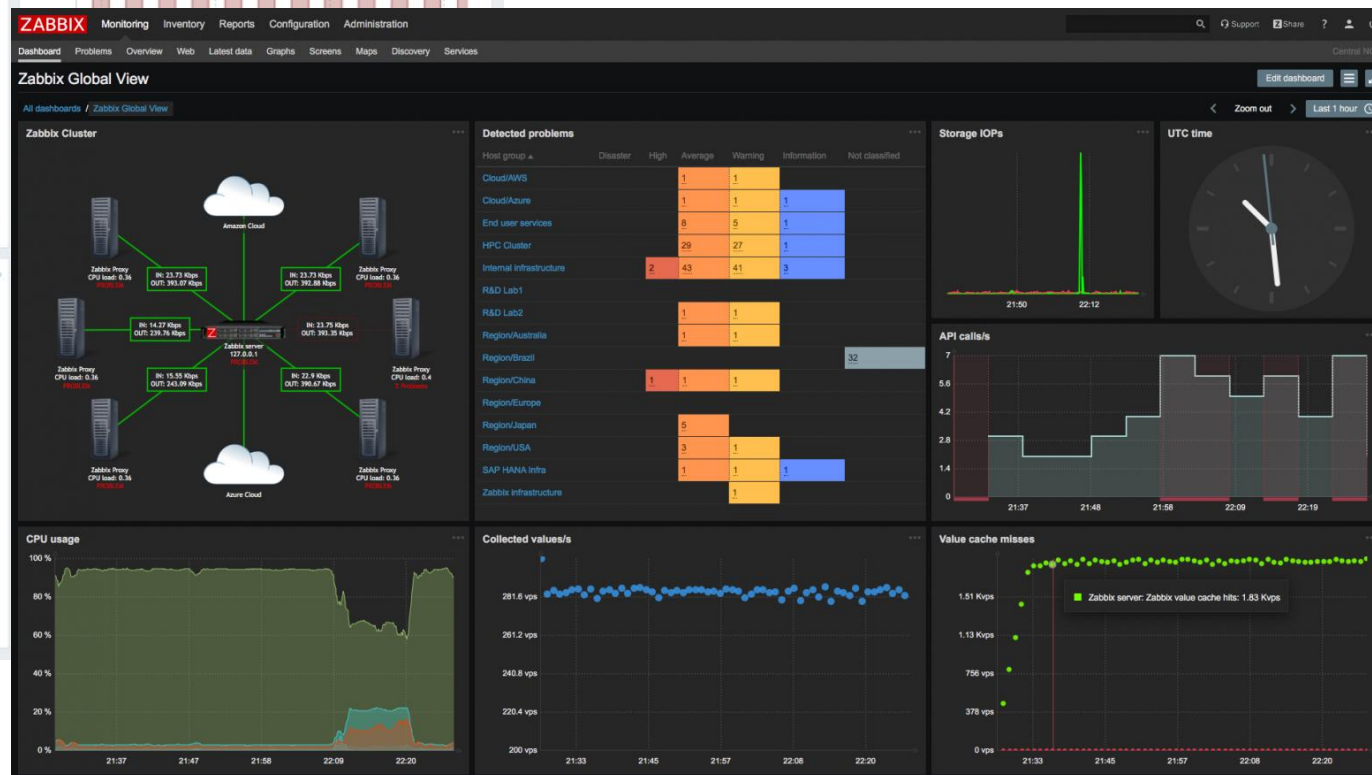 ZABBIX Monitoring Inventory Reports Configuration Administration Support Share ?
Dashboard Problems Overview Web Latest data Graphs Screens Maps Discovery Services Central
Zabbix Global View Edit dashboard
All dashboards / Zabbix Global View Zoom out Last 1 hour
Zabbix Cluster
Amazon Cloud
Zabbix Proxy
CPU load: 0.36
PROBLEM
IN: 23.73 Kbps
OUT: 393.07 Kbps
IN: 23.73 Kbps
OUT: 392.88 Kbps
Zabbix Proxy
CPU load: 0.36
PROBLEM
IN: 14.27 Kbps
OUT: 239.76 Kbps
Zabbix server
127.0.0.1
PROBLEM
IN: 23.75 Kbps
OUT: 393.35 Kbps
Zabbix Proxy
CPU load: 0.36
PROBLEM
IN: 15.55 Kbps
OUT: 243.09 Kbps
IN: 22.9 Kbps
OUT: 390.67 Kbps
Zabbix Proxy
CPU load: 0.4
2 Problems
Zabbix Proxy
CPU load: 0.36
PROBLEM
Azure Cloud
Zabbix Proxy
CPU load: 0.36
PROBLEM
Detected problems
Host group Disaster High Average Warning Information Not classified
Cloud/AWS 1 1
Cloud/Azure 1 1 1
End user services 8 5 1
HPC Cluster 29 27 1
Internal infrastructure 2 43 41 3
R&D Lab1
R&D Lab2 1 1
Region/Australia 1 1
Region/Brazil 32
Region/China 1 1 1
Region/Europe
Region/Japan 5
Region/USA 3 1
SAP HANA Infra 1 1 1
Zabbix infrastructure 1
Storage IOPs
21:50 22:12
UTC time
API calls/s
7
5.6
4.2
2.8
1.4
0
21:37 21:48 21:58 22:09 22:19
CPU usage
100 %
80 %
60 %
40 %
20 %
0 %
21:37 21:47 21:58 22:09 22:20
Collected values/s
281.6 vps
261.2 vps
240.8 vps
220.4 vps
200 vps
21:33 21:45 21:57 22:08 22:20
Value cache misses
1.51 Kvps
Zabbix server: Zabbix value cache hits: 1.83 Kvps
1.13 Kvps
756 vps
378 vps
0 vps
21:33 21:45 21:57 22:08 22:20